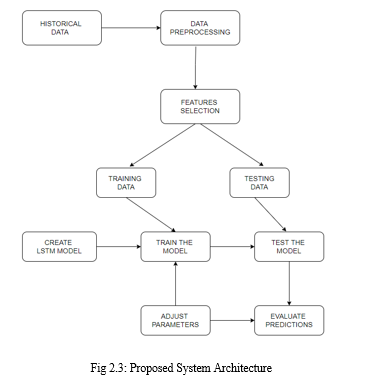 HISTORICAL
DATA
DATA
PREPROCESSING
FEATURES
SELECTION
TRAINING
DATA
TESTING
DATA
CREATE
LSTM MODEL
TRAIN THE
MODEL
TEST THE
MODEL
ADJUST
PARAMETERS
EVALUATE
PREDICTIONS
Fig 2.3: Proposed System Architecture